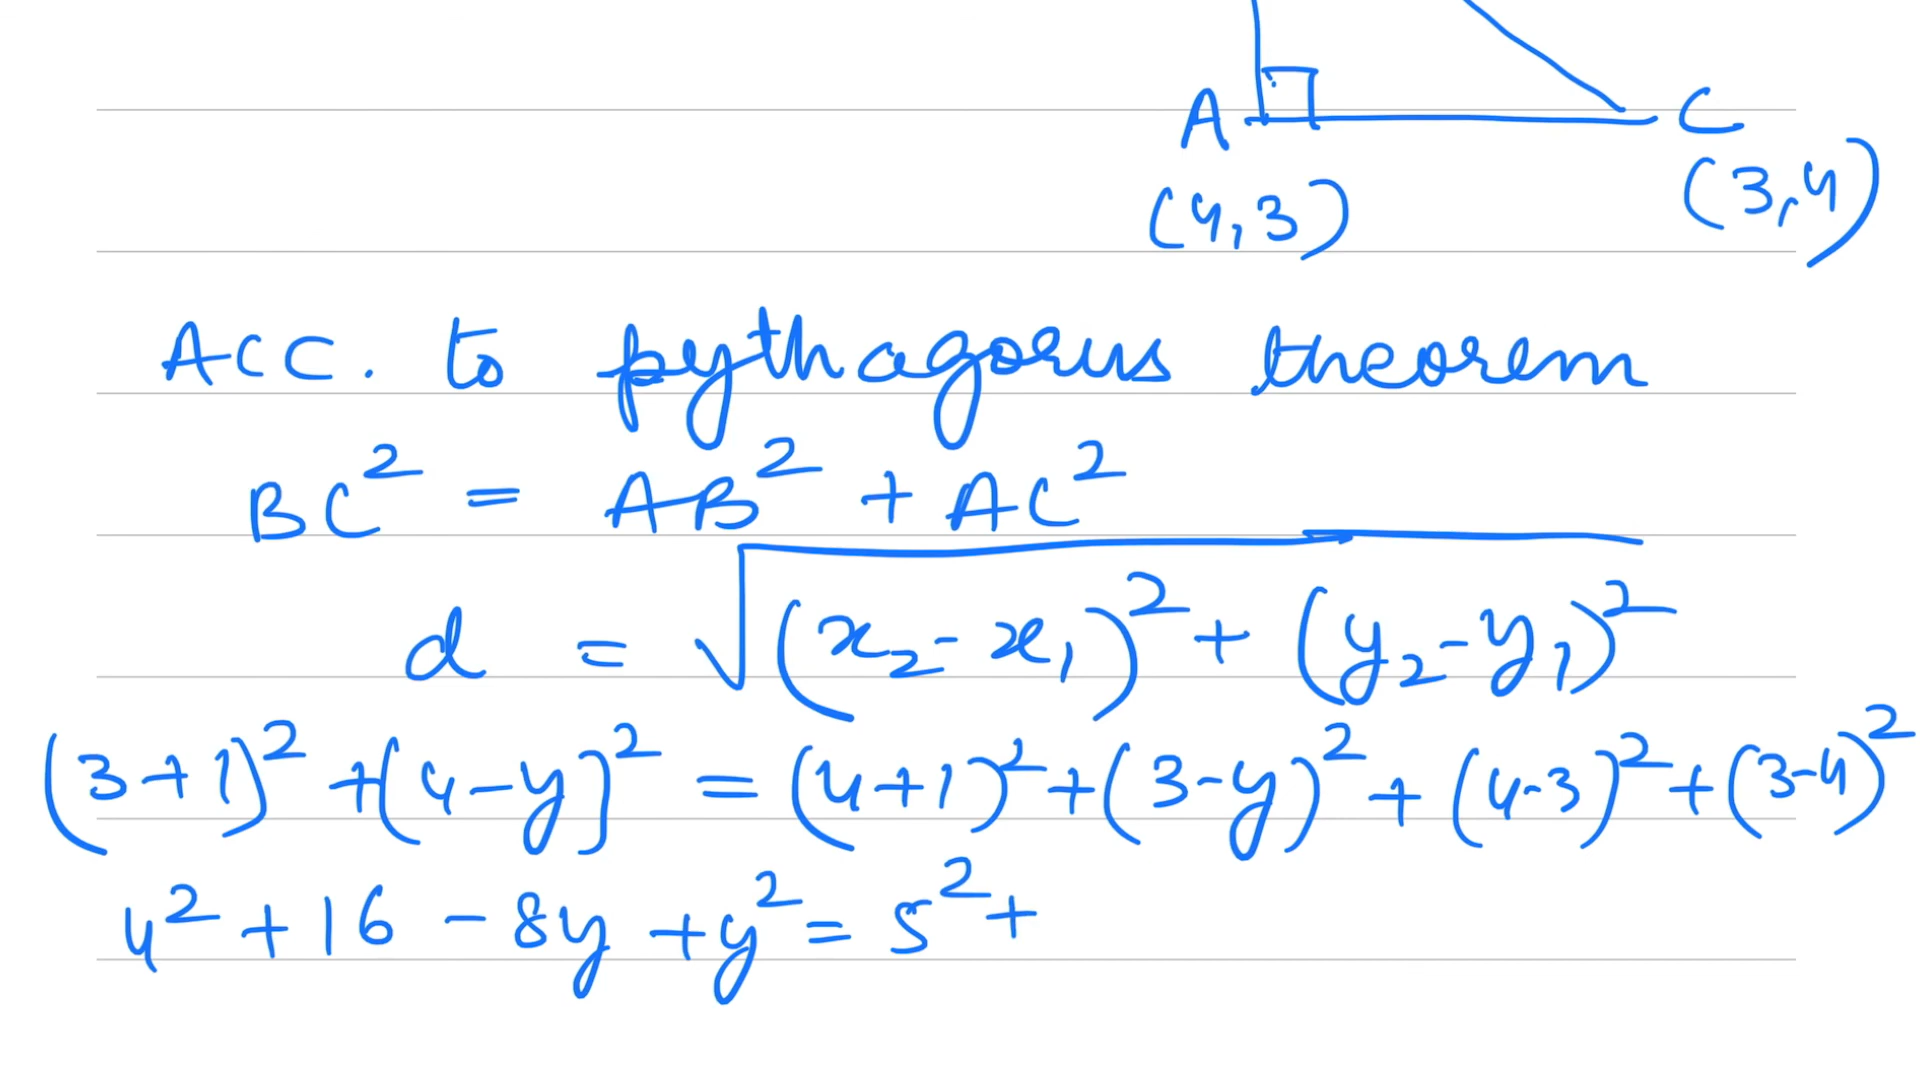 A C
(4,3) (3,4)
Acc. to pythagorus theorem
BC² = AB² + AC²
d = √(x₂-x₁)² + (y₂-y₁)²
(3+1)² + (4-y)² = (4+1)² + (3-y)² + (4-3)² + (3-4)²
4² + 16 - 8y + y² = 5² +